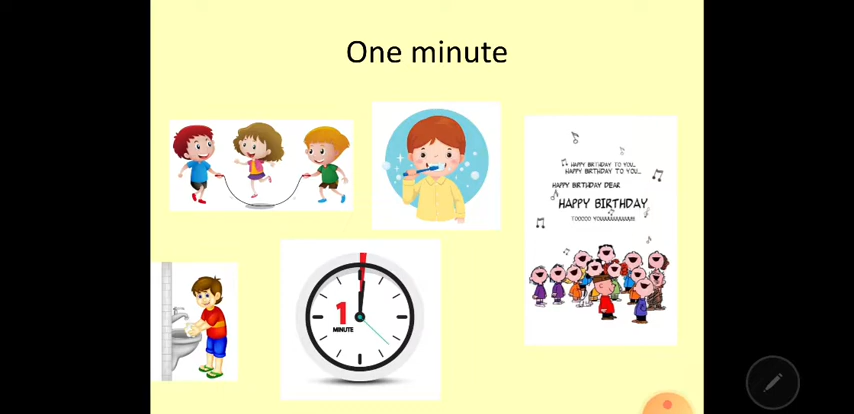 One minute
HAPPY BIRTHDAY TO YOU...
HAPPY BIRTHDAY TO YOU...
HAPPY BIRTHDAY DEAR
HAPPY BIRTHDAY
1
MINUTE